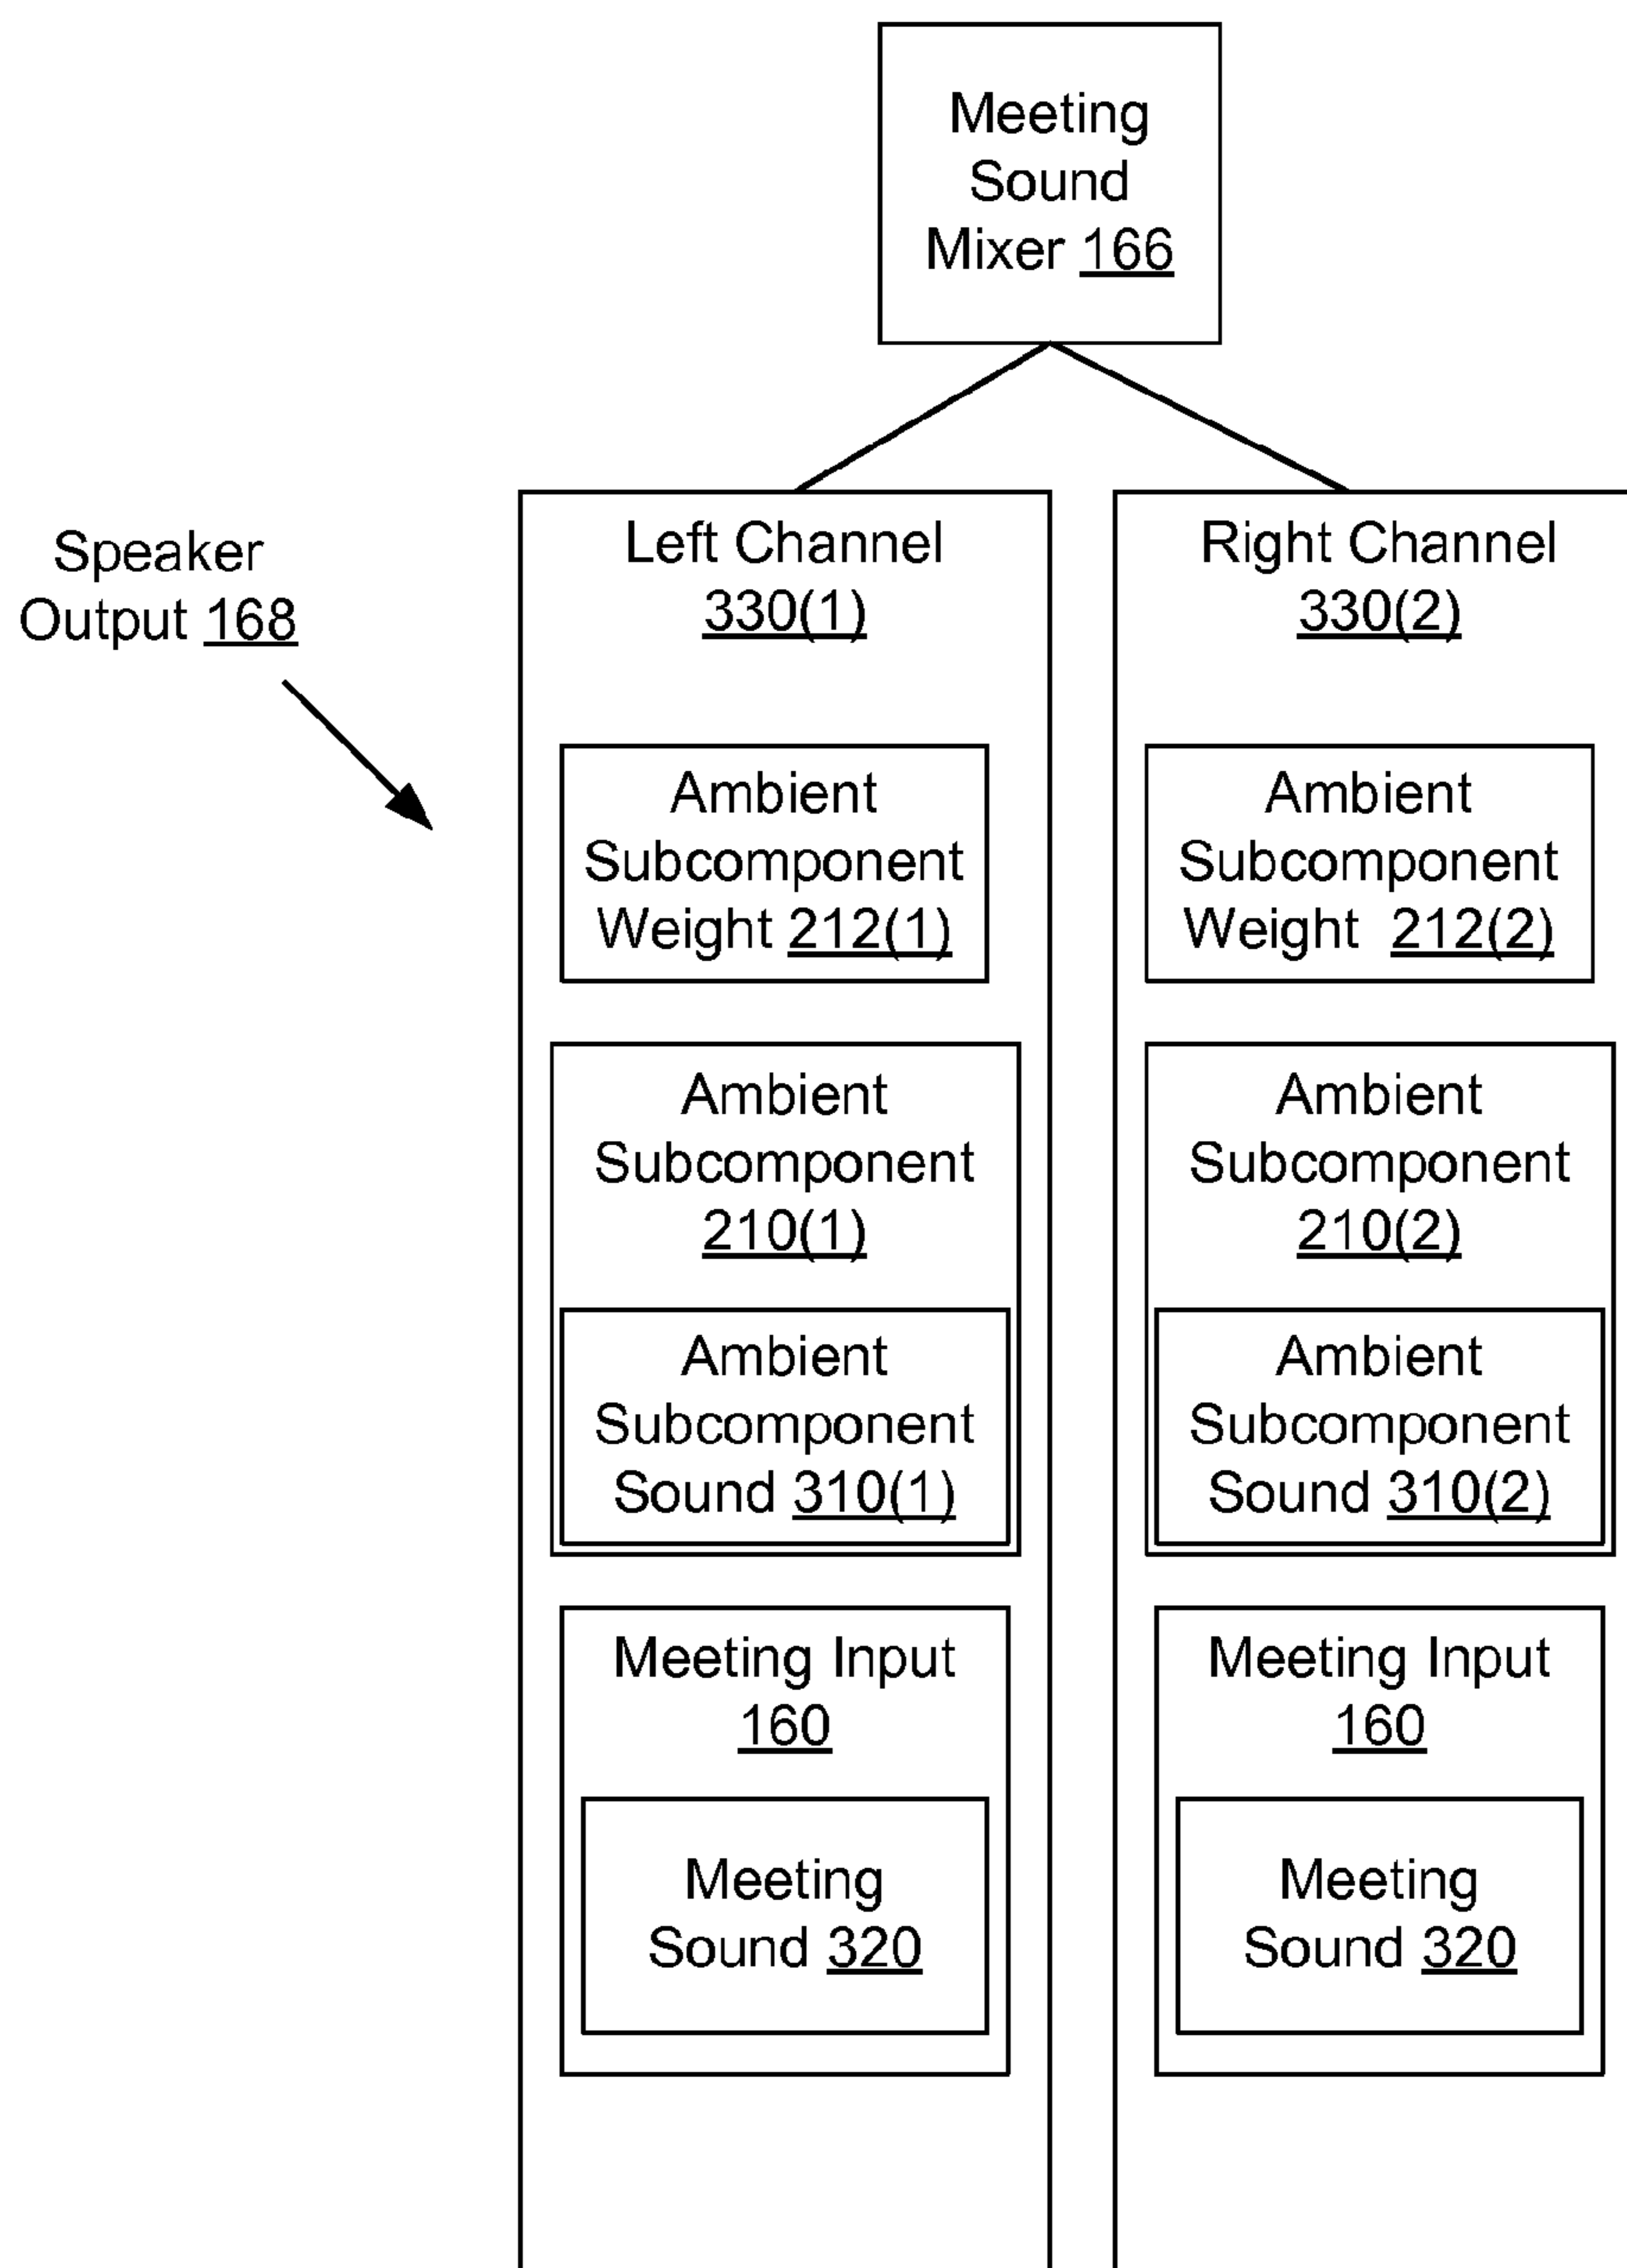 Meeting
Sound
Mixer 166
Speaker
Output 168
Left Channel
330(1)
Ambient
Subcomponent
Weight 212(1)
Ambient
Subcomponent
210(1)
Ambient
Subcomponent
Sound 310(1)
Meeting Input
160
Meeting
Sound 320
Right Channel
330(2)
Ambient
Subcomponent
Weight 212(2)
Ambient
Subcomponent
210(2)
Ambient
Subcomponent
Sound 310(2)
Meeting Input
160
Meeting
Sound 320